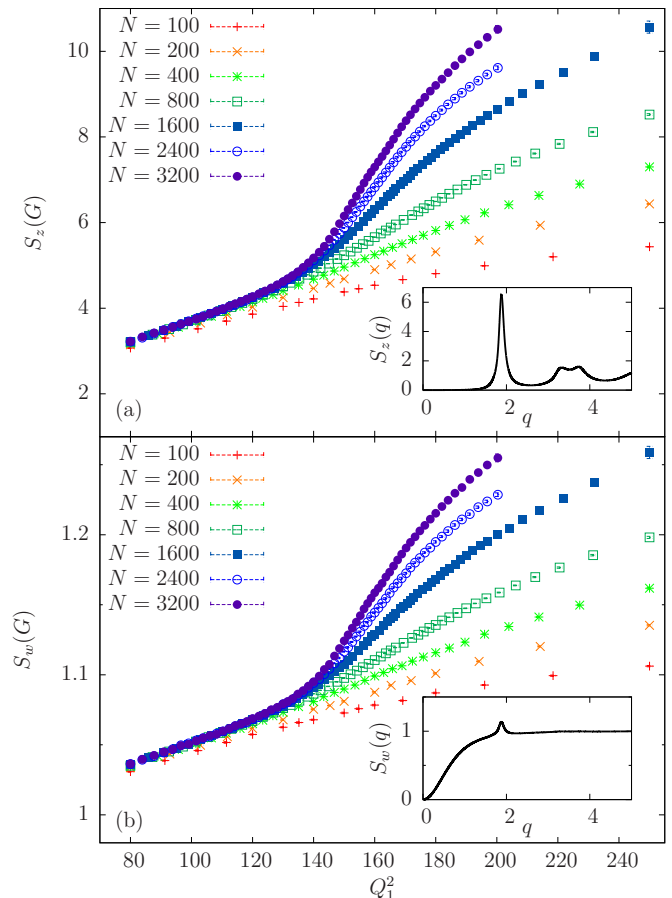 10
8
6
4
2
S_z(G)
N = 100
N = 200
N = 400
N = 800
N = 1600
N = 2400
N = 3200
(a)
6
4
2
0
S_z(q)
0 2 4
q
1.2
1.1
1
S_w(G)
N = 100
N = 200
N = 400
N = 800
N = 1600
N = 2400
N = 3200
(b)
1
0
S_w(q)
0 2 4
q
80 100 120 140 160 180 200 220 240
Q_1^2